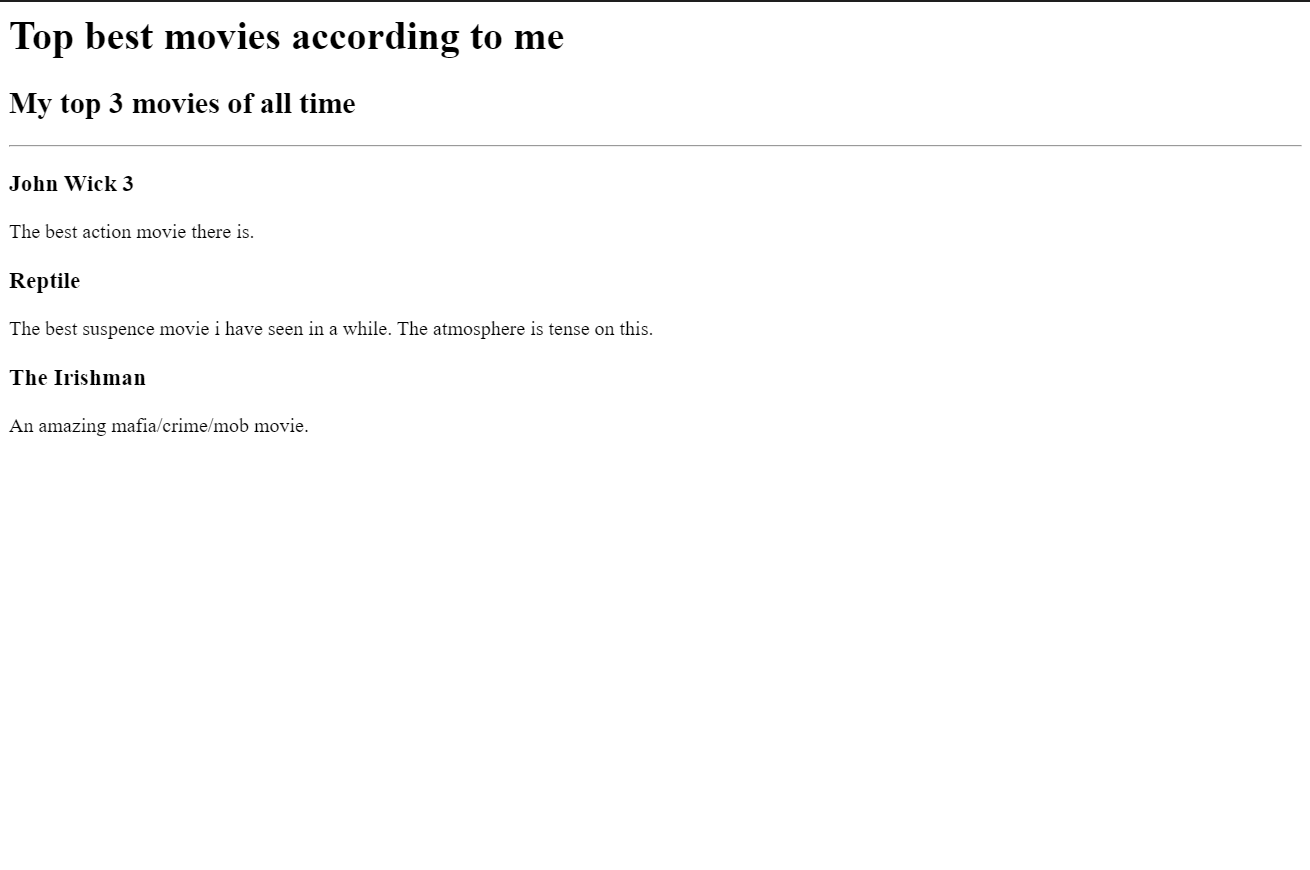 Top best movies according to me
My top 3 movies of all time
John Wick 3
The best action movie there is.
Reptile
The best suspence movie i have seen in a while. The atmosphere is tense on this.
The Irishman
An amazing mafia/crime/mob movie.